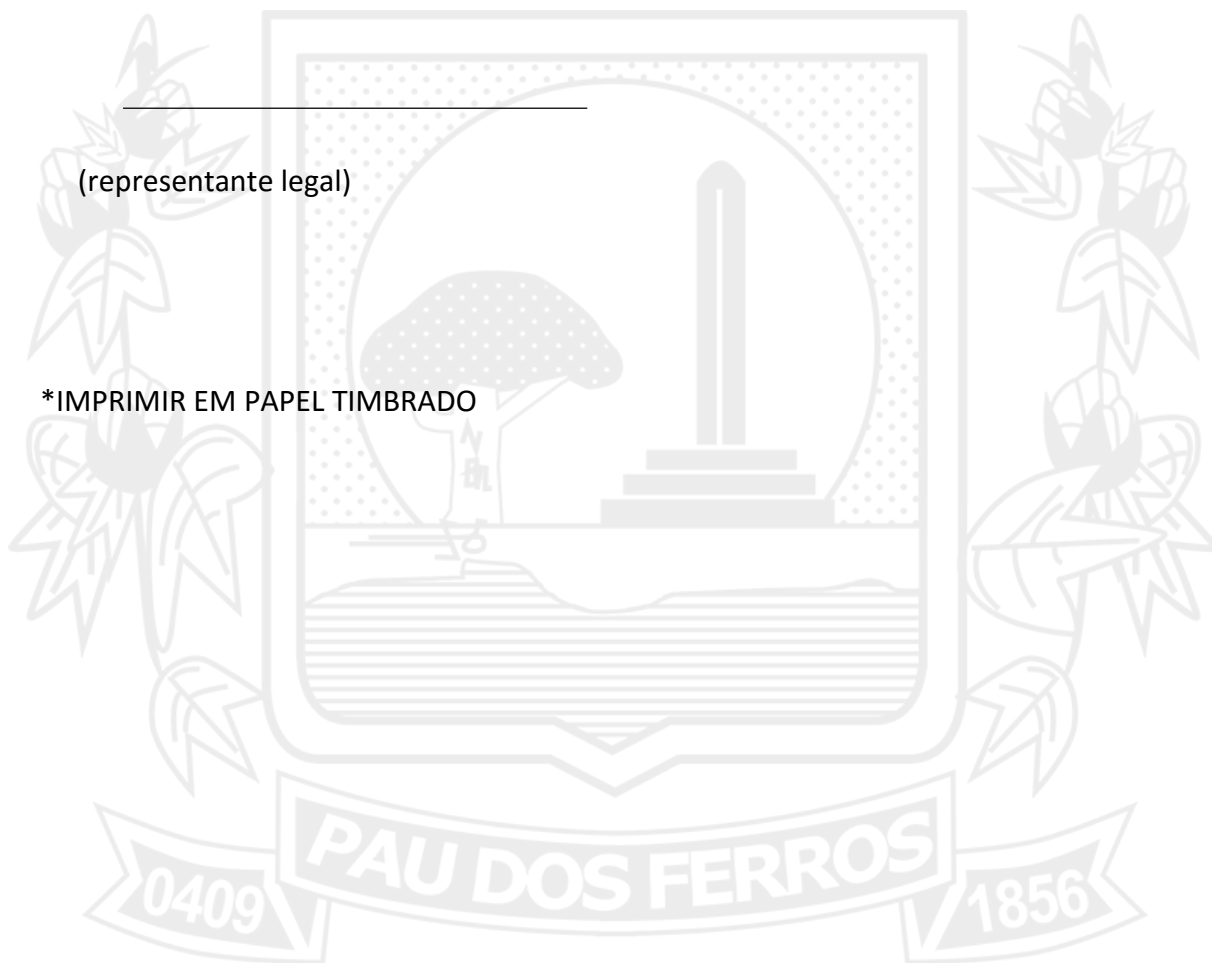 (representante legal)
*IMPRIMIR EM PAPEL TIMBRADO
PAU DOS FERROS
0409
1856